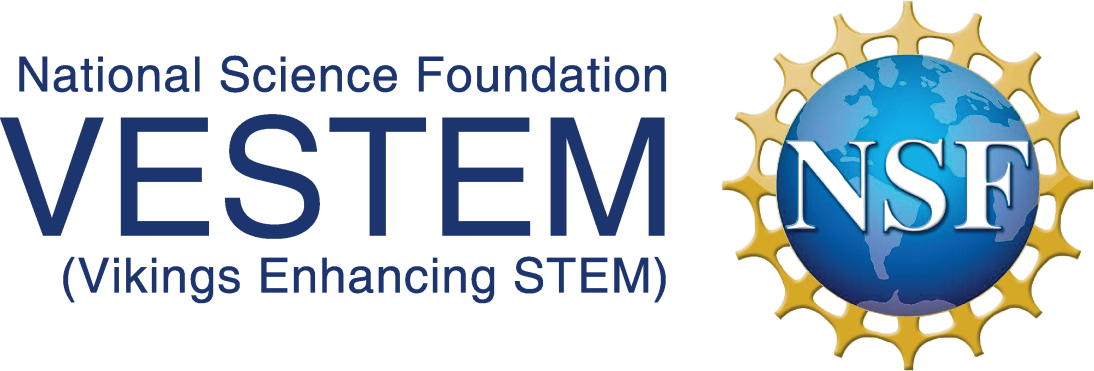 National Science Foundation
VESTEM
(Vikings Enhancing STEM)
NSF